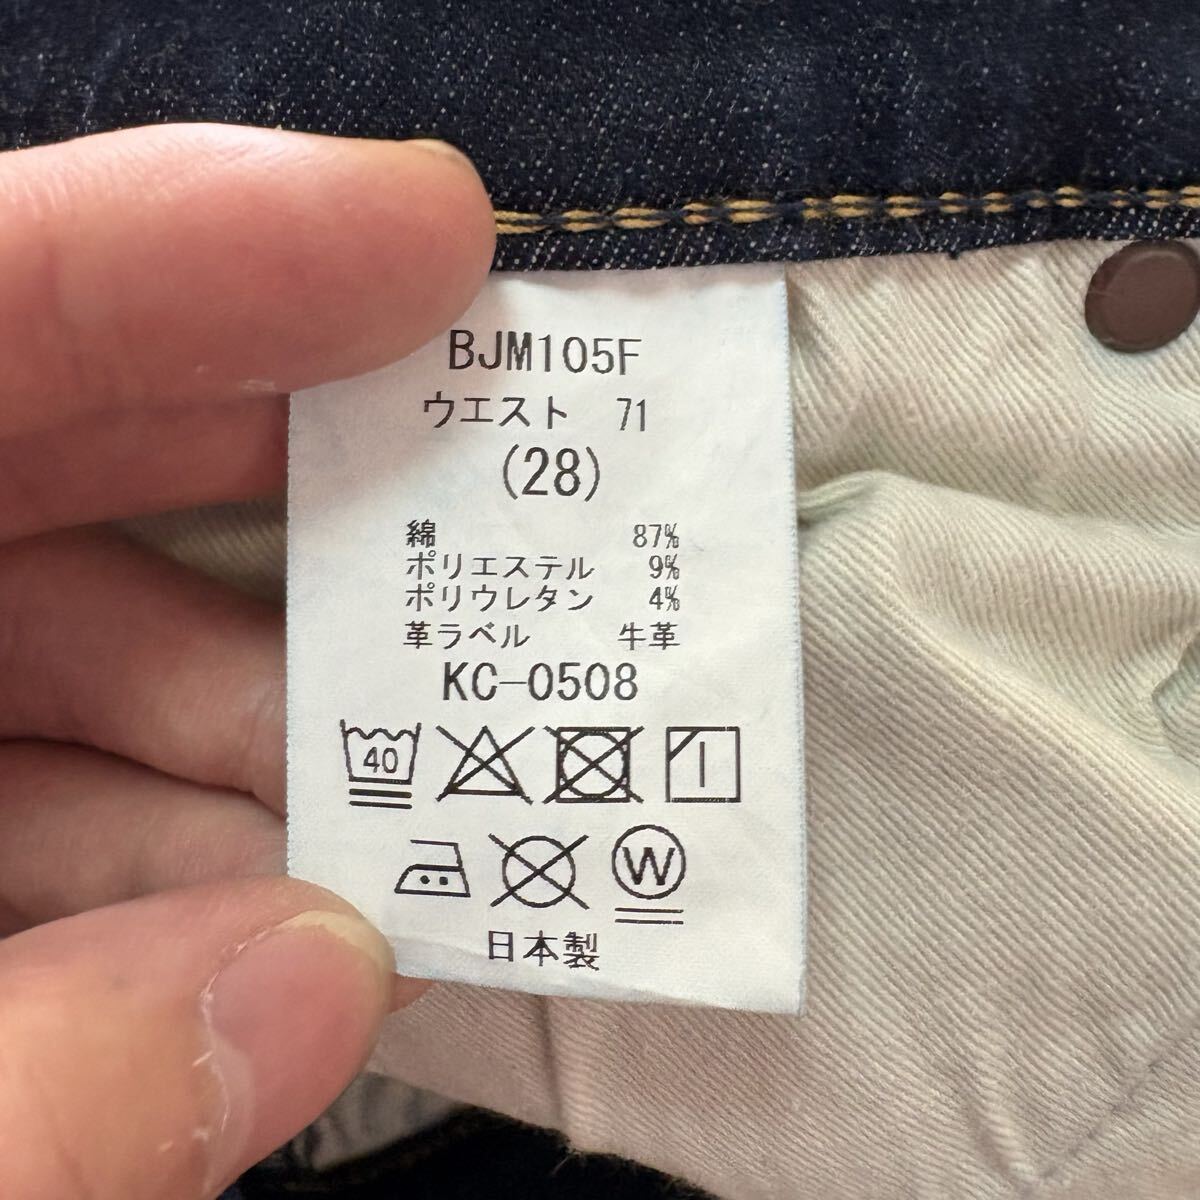 BJM105F
ウエスト 71
(28)
綿 87%
ポリエステル 9%
ポリウレタン 4%
革ラベル 牛革
KC-0508
40
W
日本製